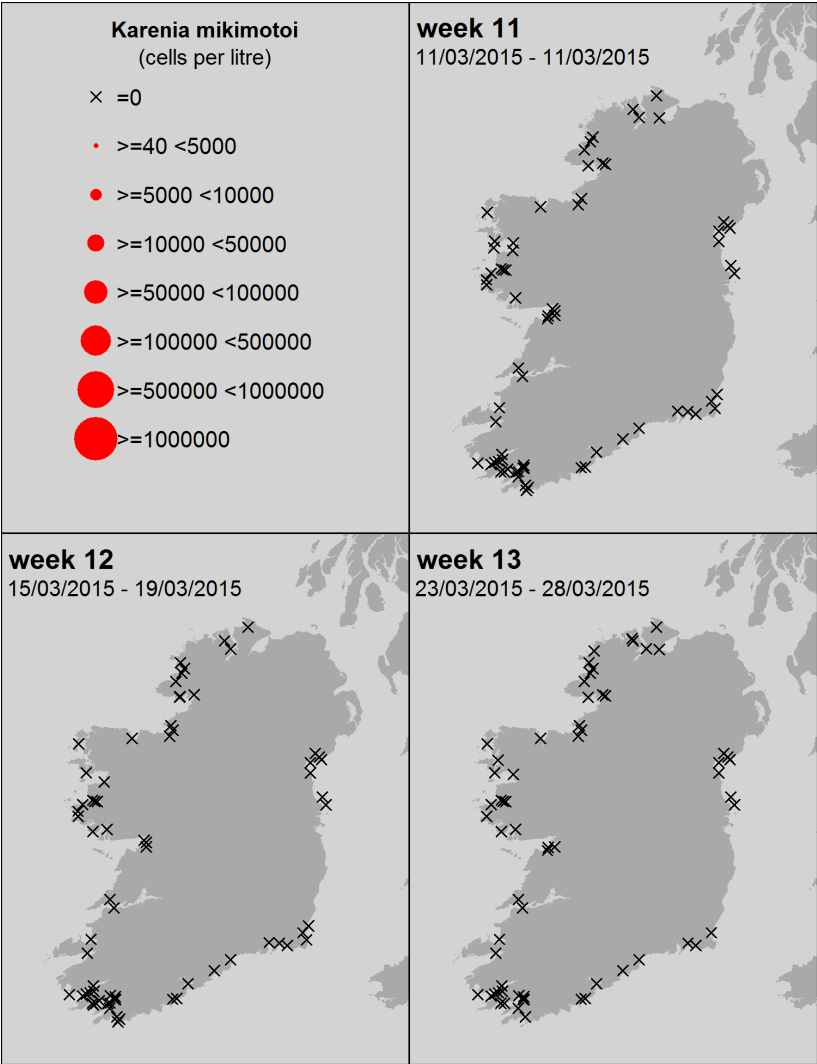 Karenia mikimotoi
(cells per litre)
=0
>=40 <5000
>=5000 <10000
>=10000 <50000
>=50000 <100000
>=100000 <500000
>=500000 <1000000
>=1000000
week 11
11/03/2015 - 11/03/2015
week 12
15/03/2015 - 19/03/2015
week 13
23/03/2015 - 28/03/2015